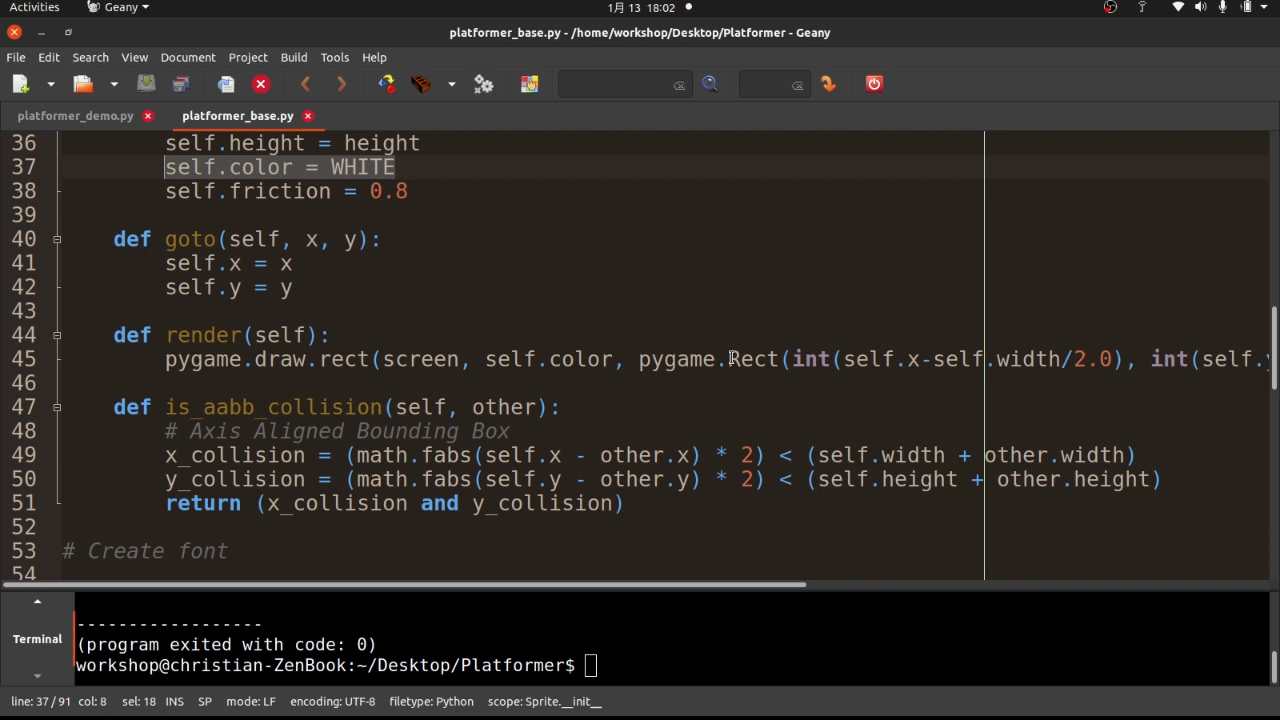 Activities Geany 1月 13 18:02
platformer_base.py - /home/workshop/Desktop/Platformer - Geany
File Edit Search View Document Project Build Tools Help
platformer_demo.py platformer_base.py
36 self.height = height
37 self.color = WHITE
38 self.friction = 0.8
39
40 def goto(self, x, y):
41 self.x = x
42 self.y = y
43
44 def render(self):
45 pygame.draw.rect(screen, self.color, pygame.Rect(int(self.x-self.width/2.0), int(self.y
46
47 def is_aabb_collision(self, other):
48 # Axis Aligned Bounding Box
49 x_collision = (math.fabs(self.x - other.x) * 2) < (self.width + other.width)
50 y_collision = (math.fabs(self.y - other.y) * 2) < (self.height + other.height)
51 return (x_collision and y_collision)
52
53 # Create font
54
------------------
Terminal (program exited with code: 0)
workshop@christian-ZenBook:~/Desktop/Platformer$
line: 37 / 91 col: 8 sel: 18 INS SP mode: LF encoding: UTF-8 filetype: Python scope: Sprite.__init__